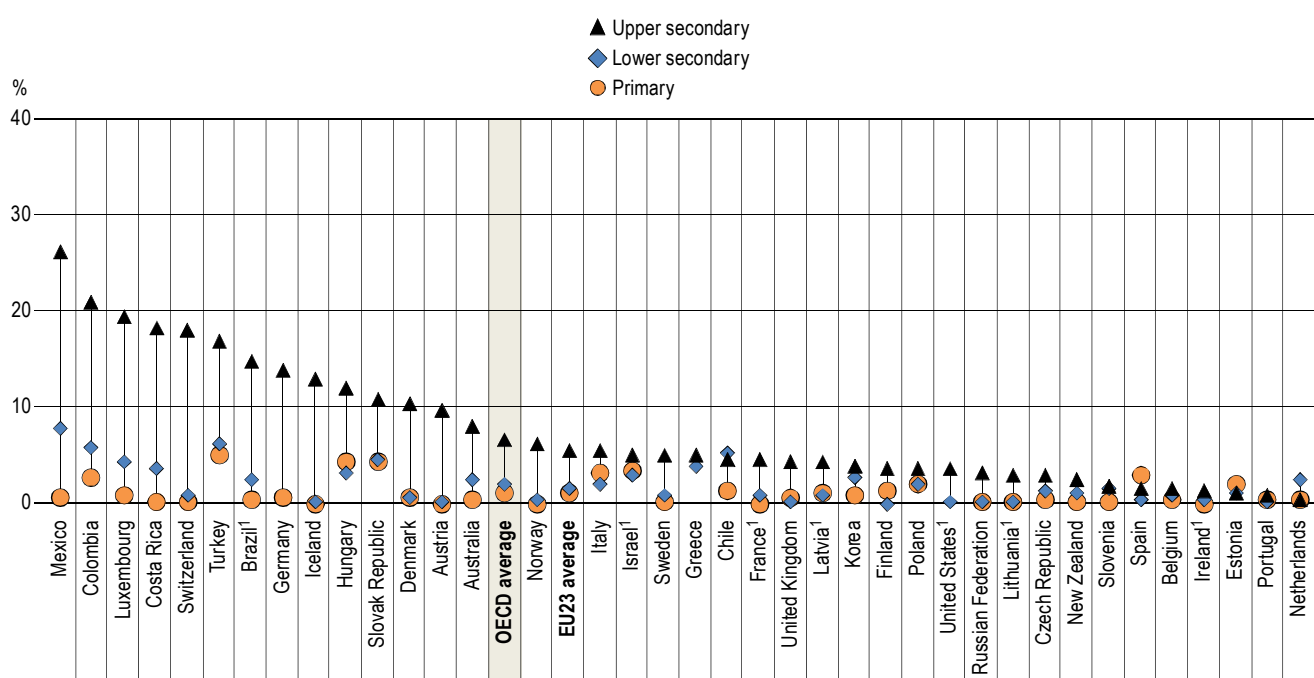 Upper secondary
Lower secondary
Primary
%
40
30
20
10
0
Mexico
Colombia
Luxembourg
Costa Rica
Switzerland
Turkey
Brazil¹
Germany
Iceland
Hungary
Slovak Republic
Denmark
Austria
Australia
OECD average
Norway
EU23 average
Italy
Israel¹
Sweden
Greece
Chile
France¹
United Kingdom
Latvia¹
Korea
Finland
Poland
United States¹
Russian Federation
Lithuania¹
Czech Republic
New Zealand
Slovenia
Spain
Belgium
Ireland¹
Estonia
Portugal
Netherlands